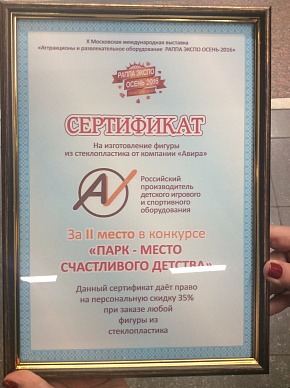 X Московская международная выставка
«Аттракционы и развлекательное оборудование РАППА ЭКСПО ОСЕНЬ-2016»
РАППА ЭКСПО
ОСЕНЬ 2016
СЕРТИФИКАТ
На изготовление фигуры
из стеклопластика от компании «Авира»
AV
Российский
производитель
детского игрового
и спортивного
оборудования
За II место в конкурсе
«ПАРК - МЕСТО
СЧАСТЛИВОГО ДЕТСТВА»
Данный сертификат даёт право
на персональную скидку 35%
при заказе любой
фигуры из
стеклопластика